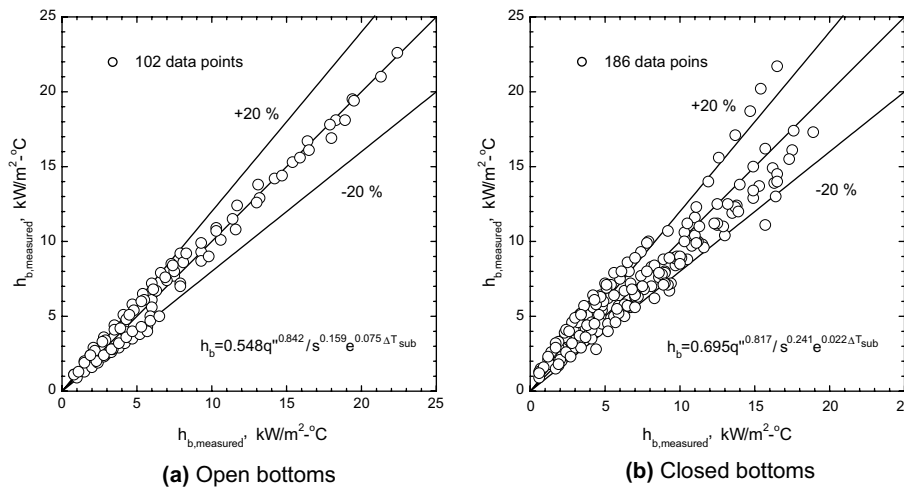 25
20
15
10
5
0
0 5 10 15 20 25
102 data points
+20 %
-20 %
h_b=0.548q''^0.842/s^0.159e^0.075ΔT_sub
h_b,measured, kW/m²-°C
h_b,measured, kW/m²-°C
(a) Open bottoms
25
20
15
10
5
0
0 5 10 15 20 25
186 data poins
+20 %
-20 %
h_b=0.695q''^0.817/s^0.241e^0.022ΔT_sub
h_b,measured, kW/m²-°C
h_b,measured, kW/m²-°C
(b) Closed bottoms